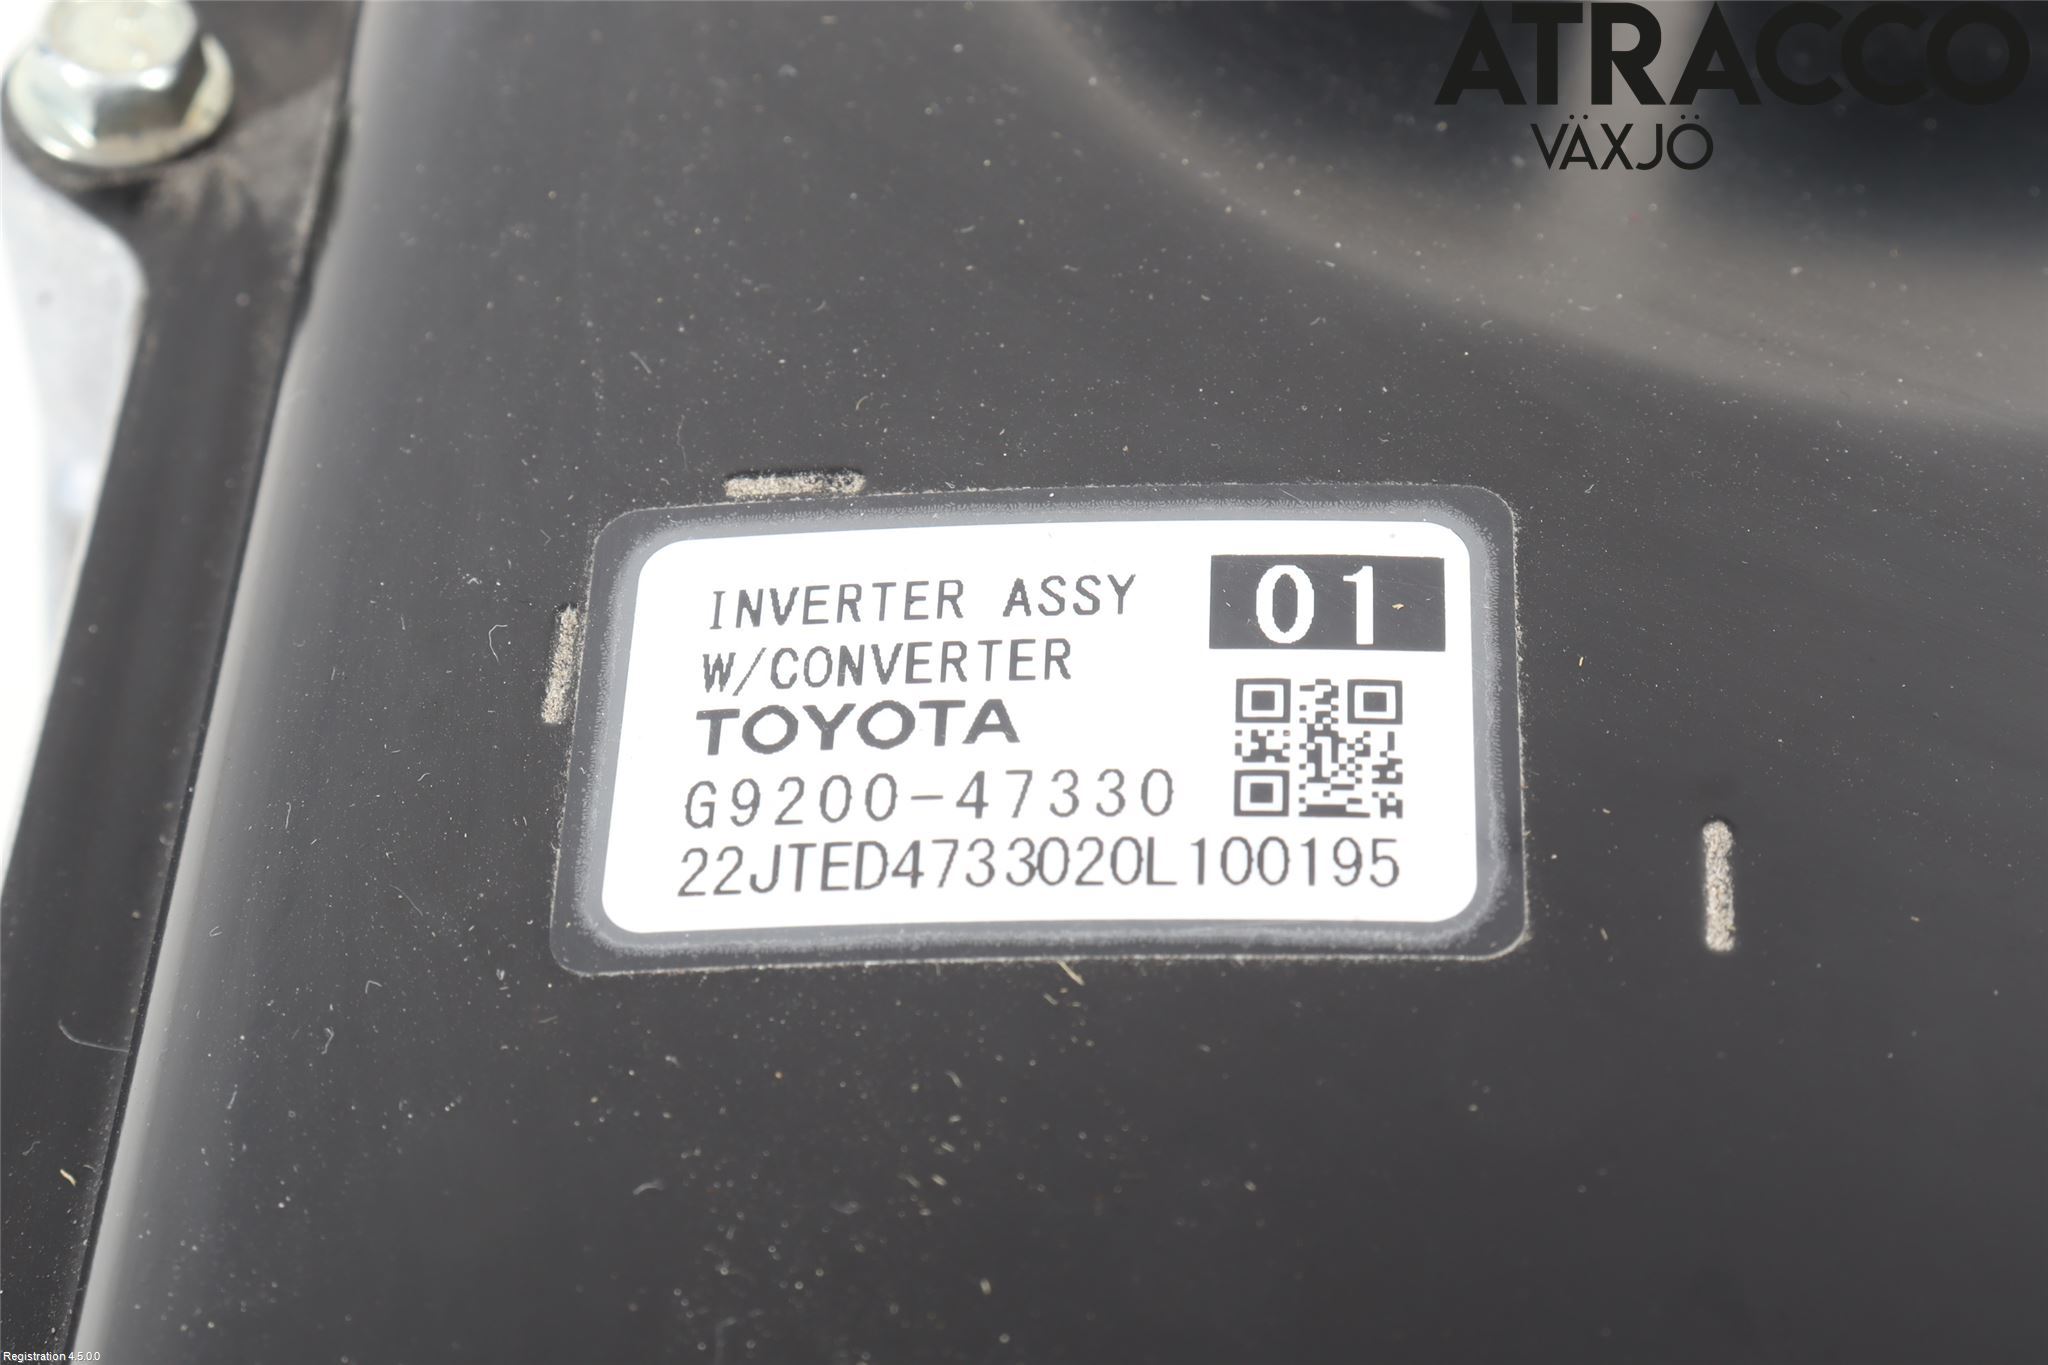 ATRACCO
VÄXJÖ
INVERTER ASSY
01
W/CONVERTER
TOYOTA
G9200-47330
22JTED4733020L100195
Registration 4.5.0.0